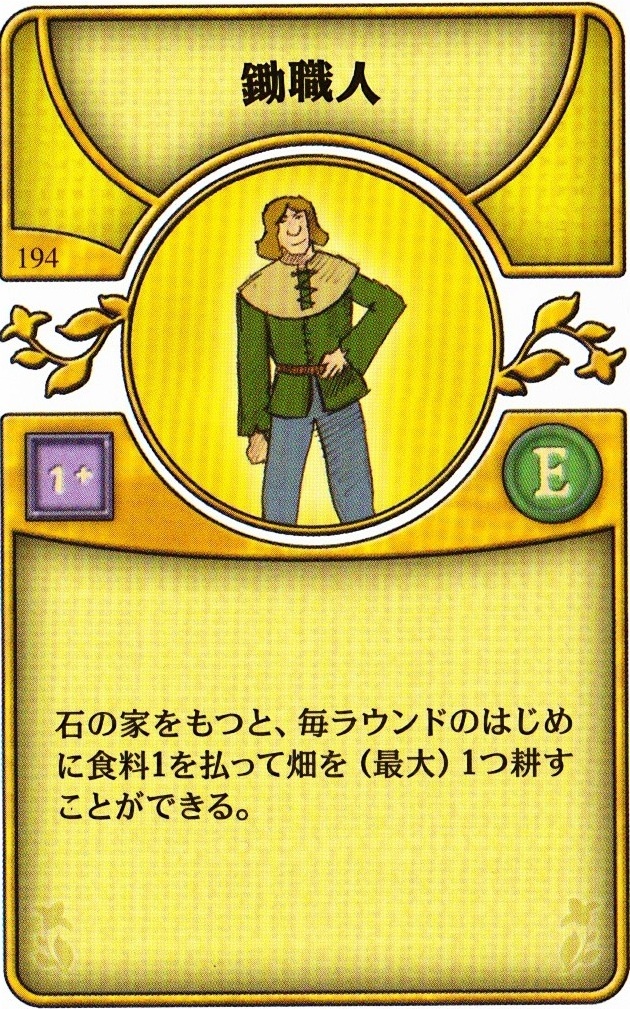 鋤職人
194
1+
E
石の家をもつと、毎ラウンドのはじめ
に食料1を払って畑を（最大）1つ耕す
ことができる。